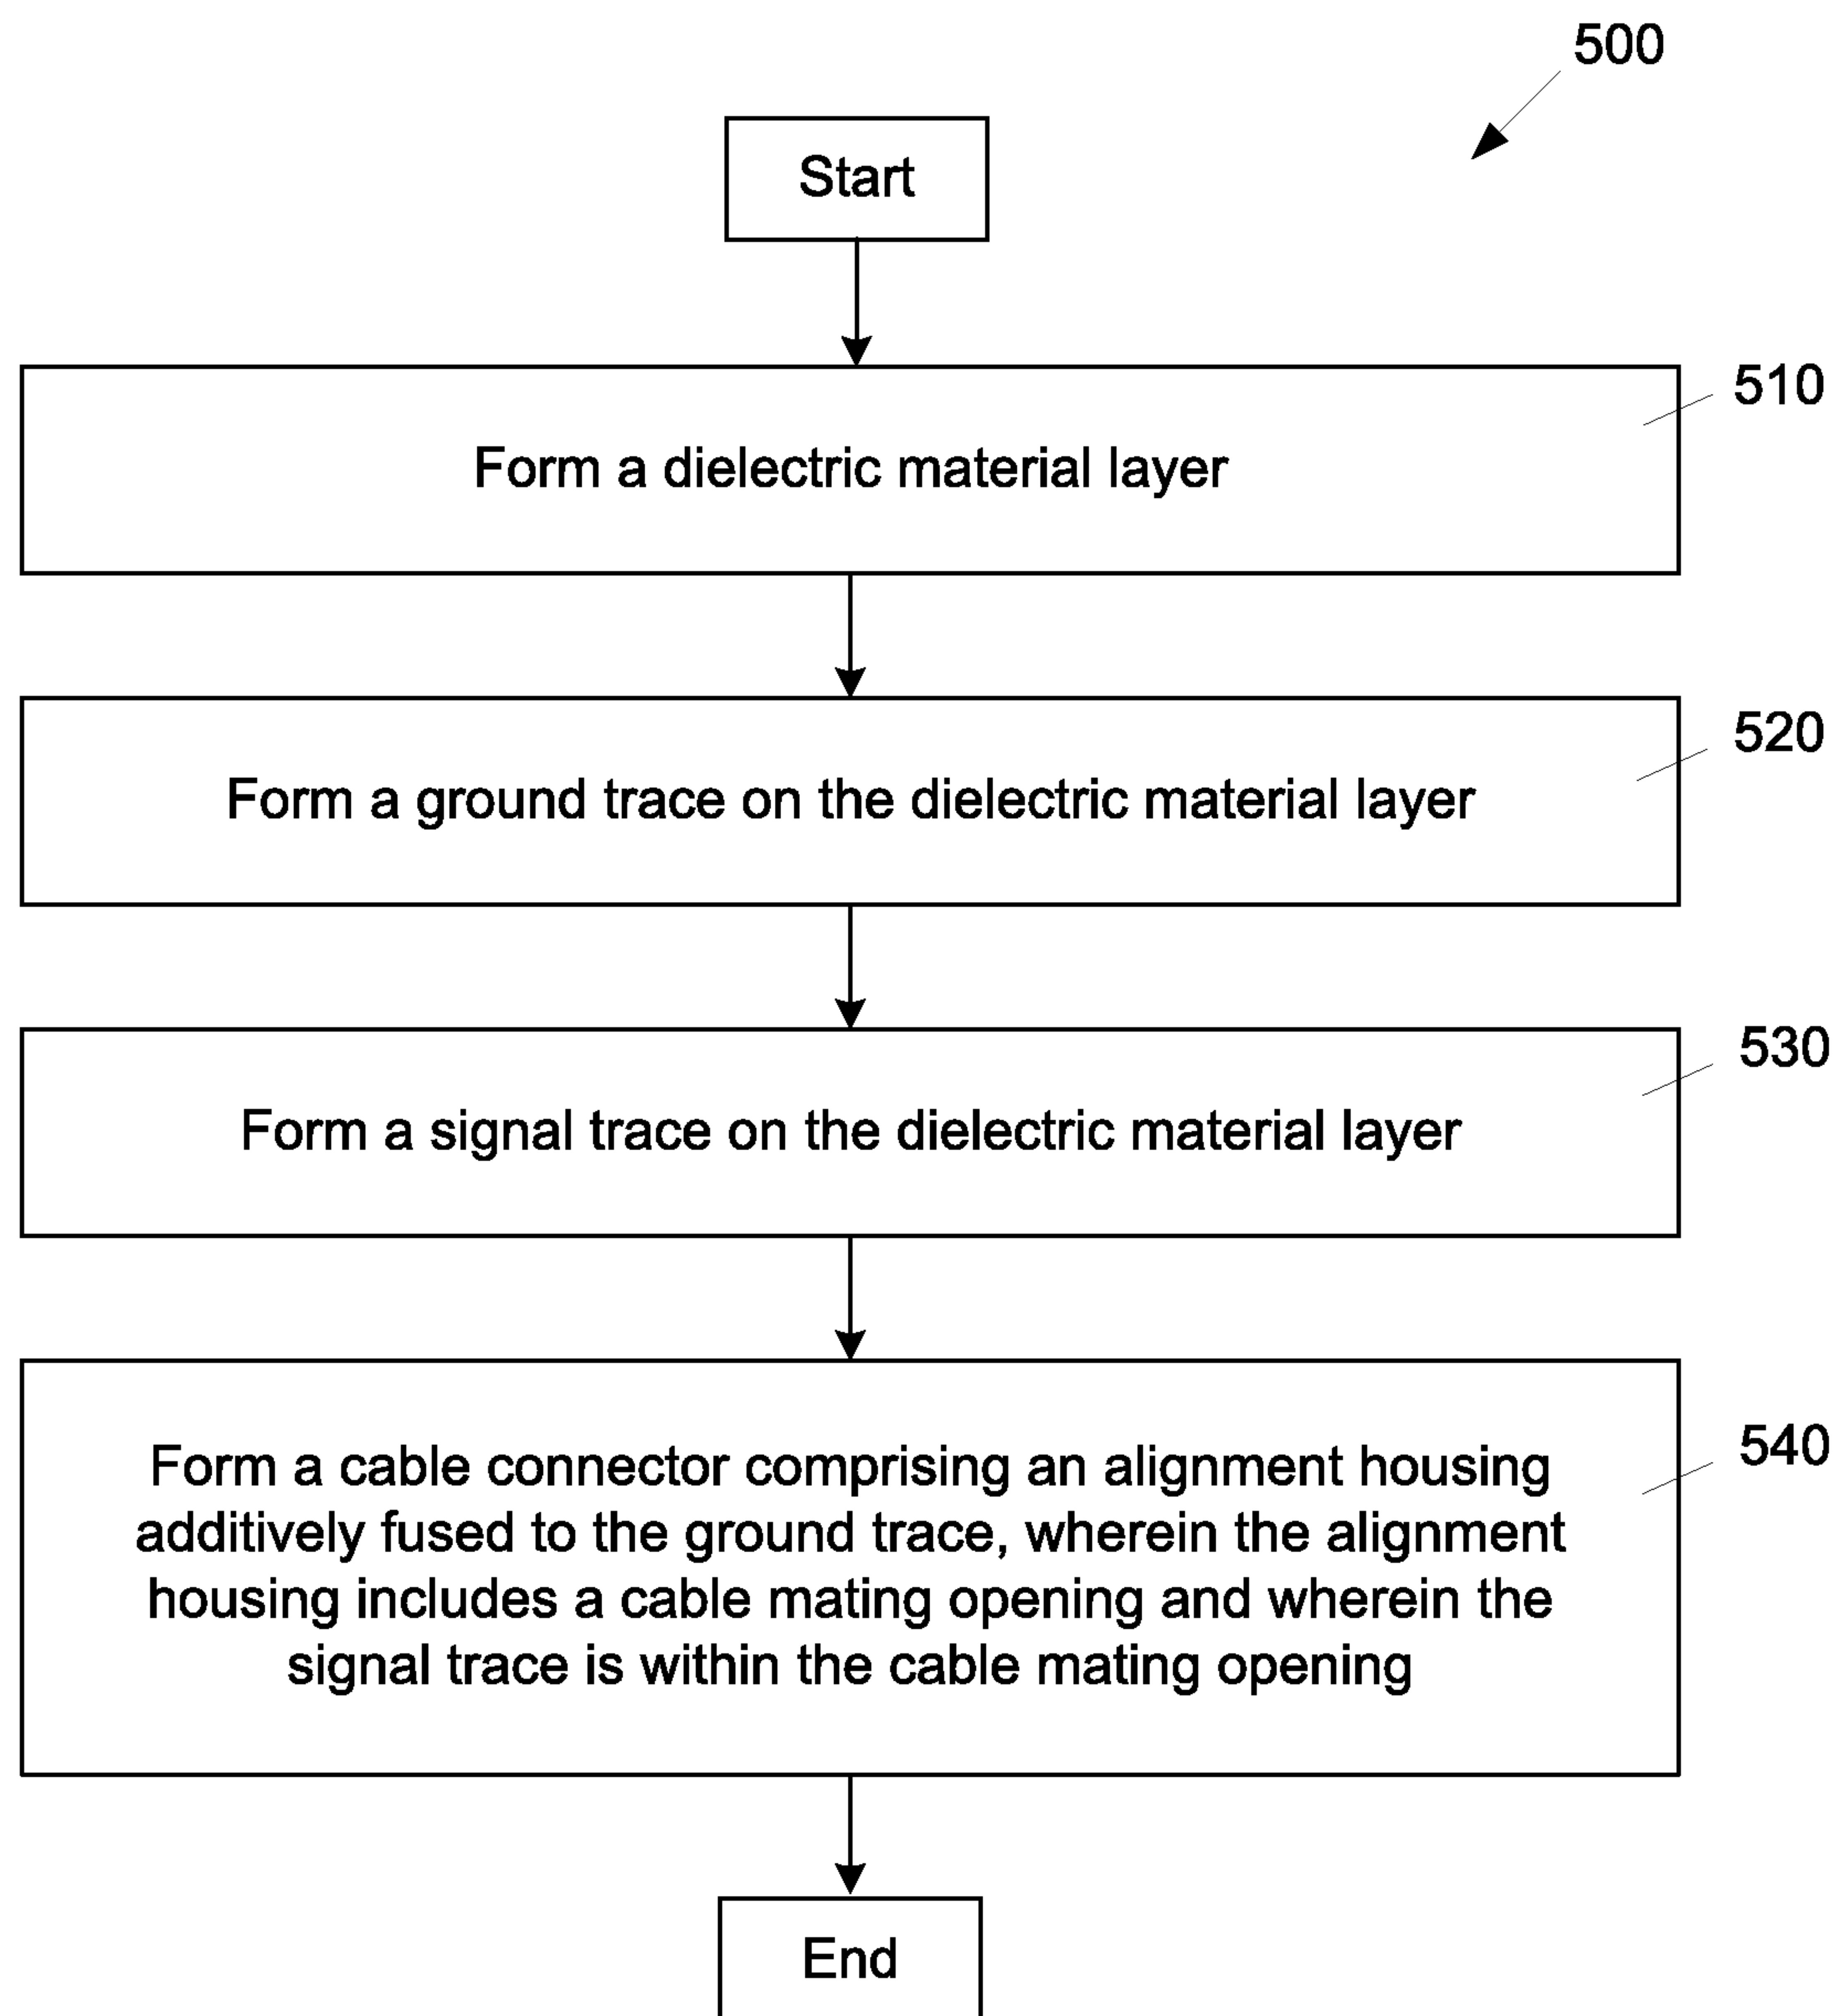 500
Start
510
Form a dielectric material layer
520
Form a ground trace on the dielectric material layer
530
Form a signal trace on the dielectric material layer
540
Form a cable connector comprising an alignment housing
additively fused to the ground trace, wherein the alignment
housing includes a cable mating opening and wherein the
signal trace is within the cable mating opening
End